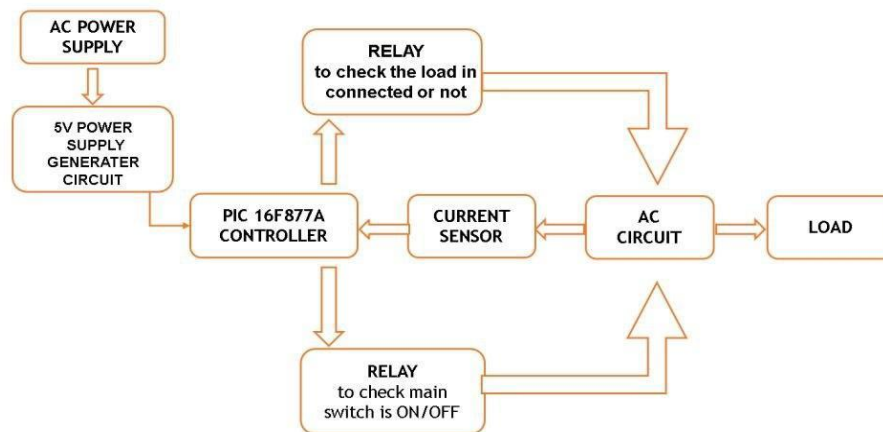 AC POWER
SUPPLY
5V POWER
SUPPLY
GENERATER
CIRCUIT
RELAY
to check the load in
connected or not
PIC 16F877A
CONTROLLER
CURRENT
SENSOR
AC
CIRCUIT
LOAD
RELAY
to check main
switch is ON/OFF